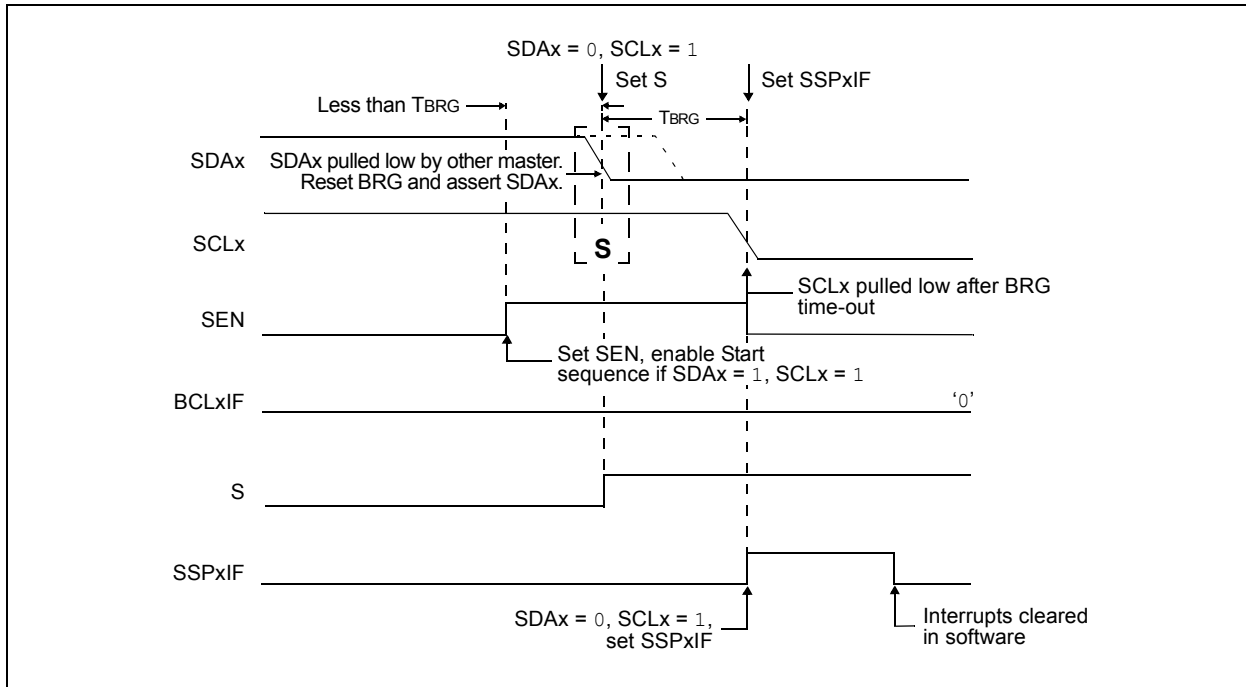 SDAx = 0, SCLx = 1
Set S
Set SSPxIF
Less than TBRG
TBRG
SDAx
SDAx pulled low by other master.
Reset BRG and assert SDAx.
SCLx
S
SCLx pulled low after BRG
time-out
SEN
Set SEN, enable Start
sequence if SDAx = 1, SCLx = 1
BCLxIF
‘0’
S
SSPxIF
SDAx = 0, SCLx = 1,
set SSPxIF
Interrupts cleared
in software